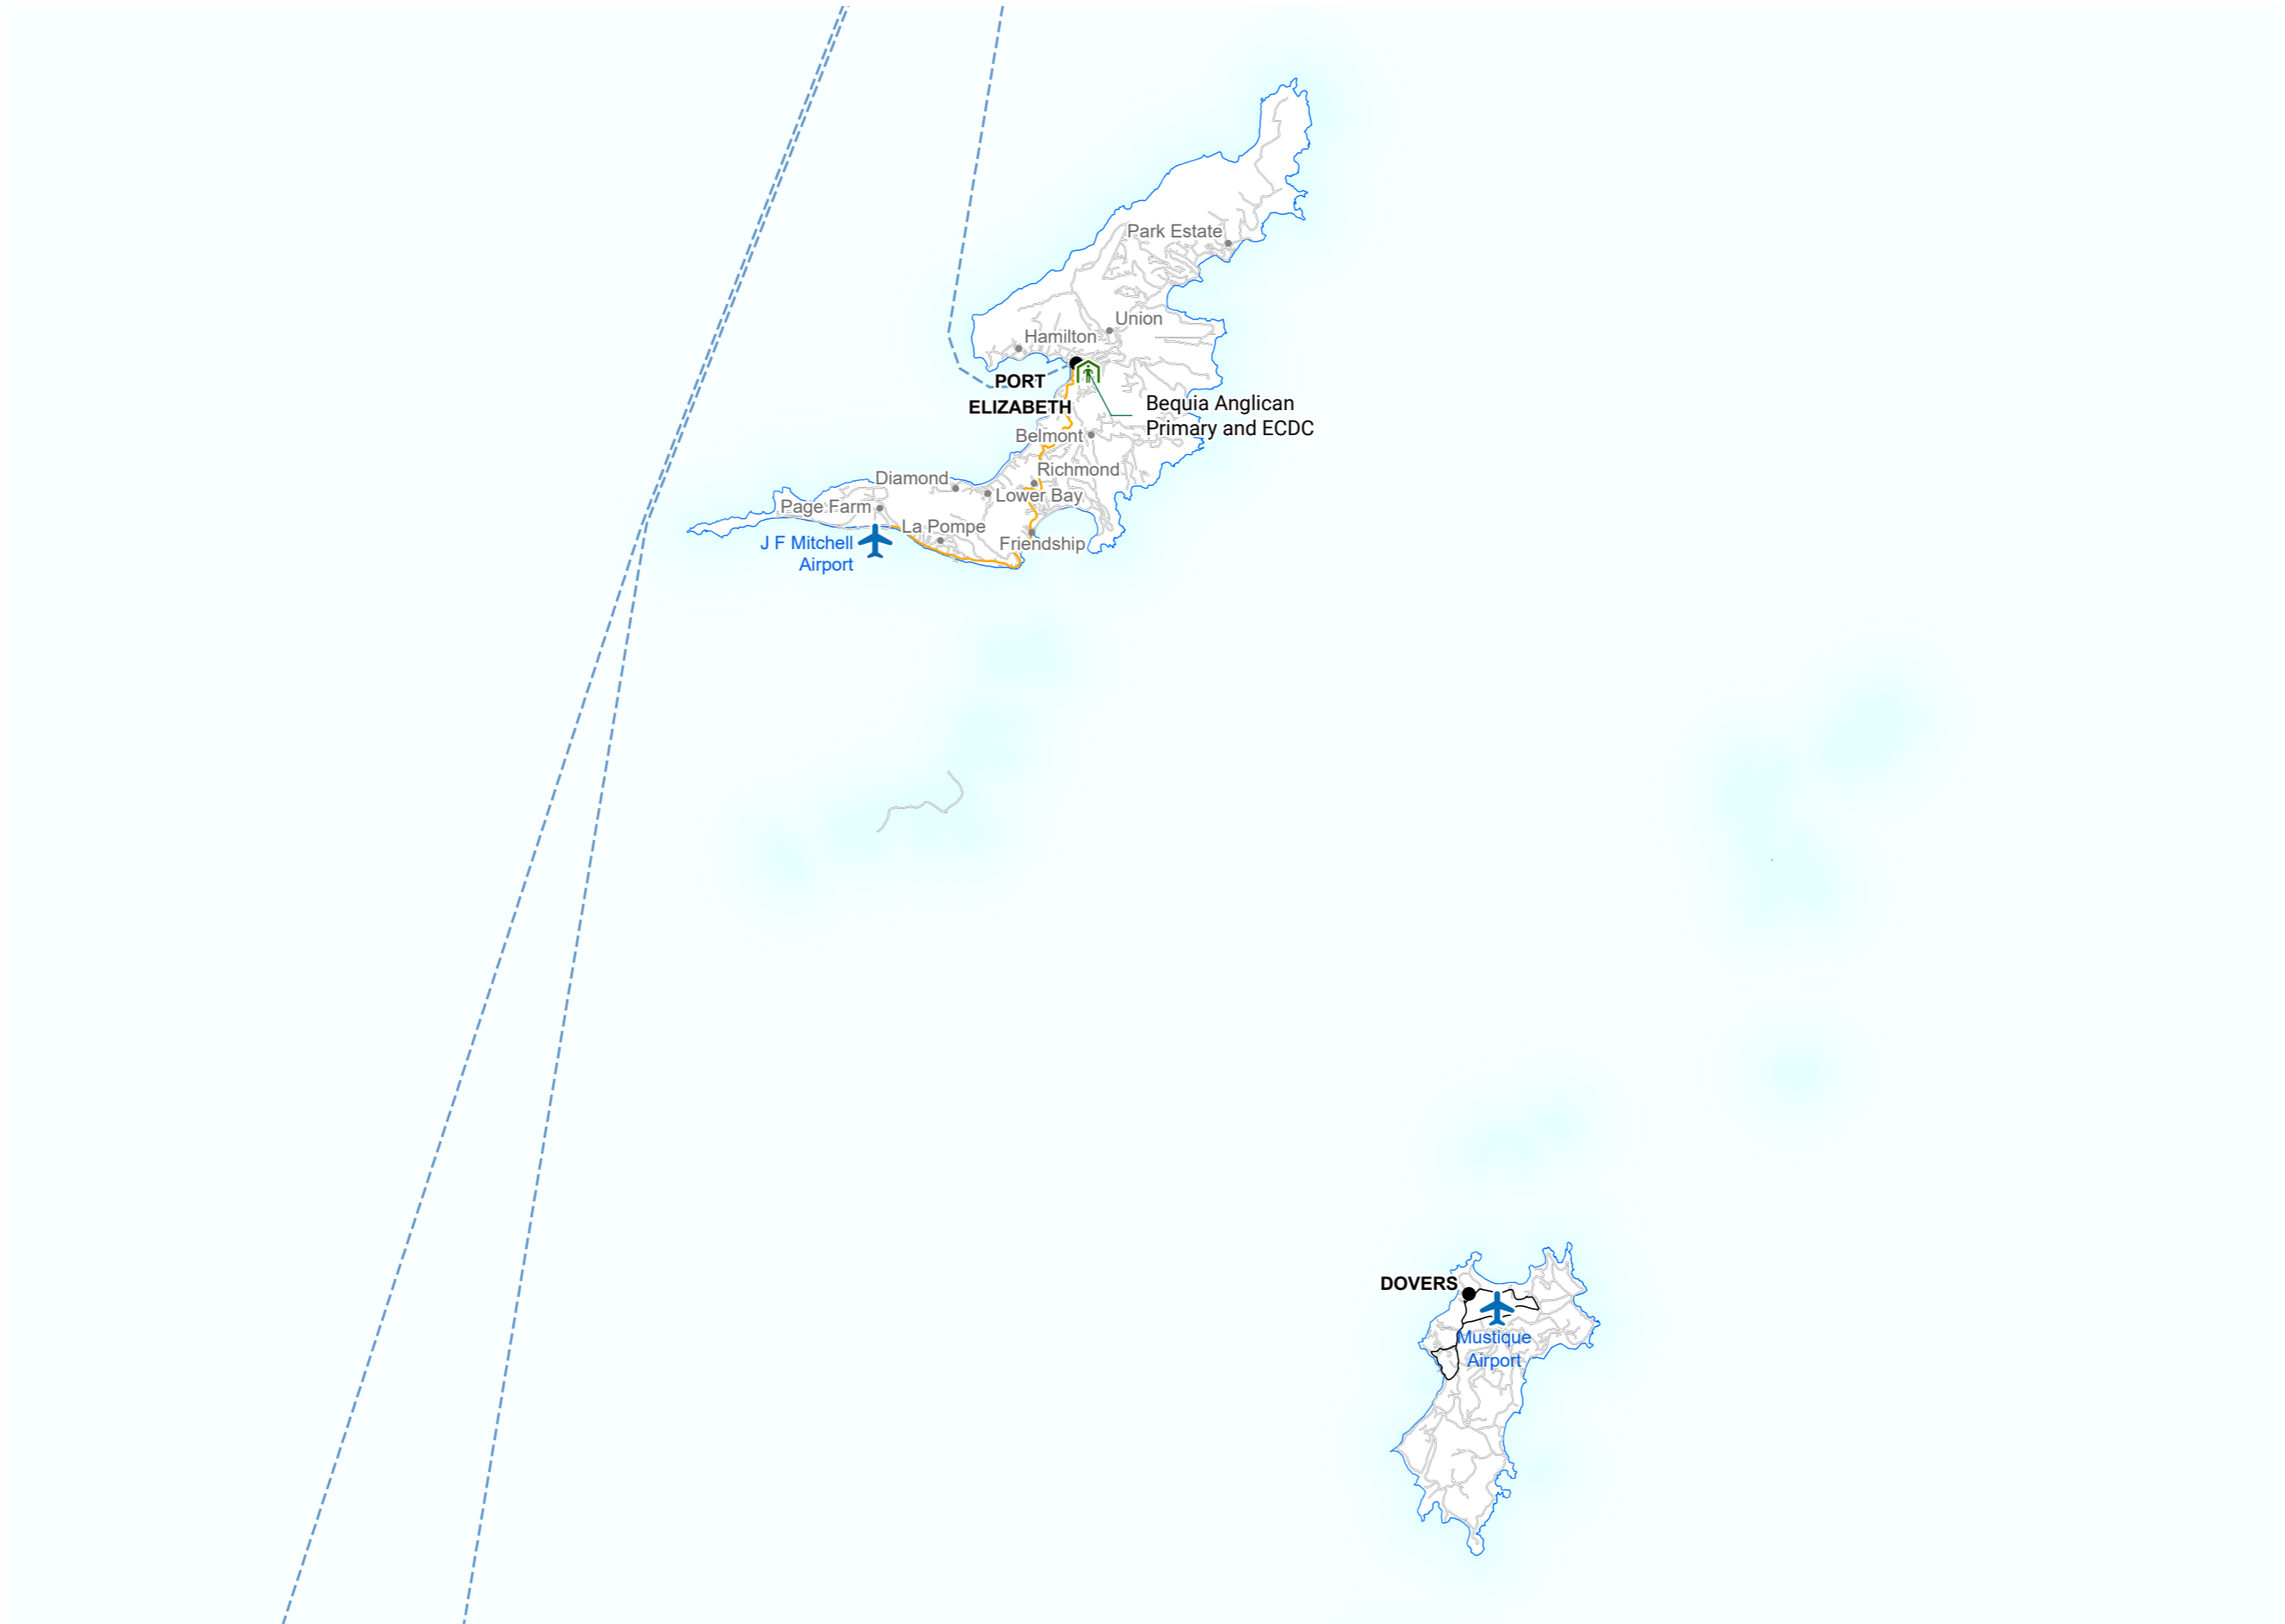 Park Estate
Union
Hamilton
PORT
ELIZABETH
Bequia Anglican
Primary and ECDC
Belmont
Richmond
Diamond
Lower Bay
Page Farm
La Pompe
J F Mitchell
Airport
Friendship
DOVERS
Mustique
Airport